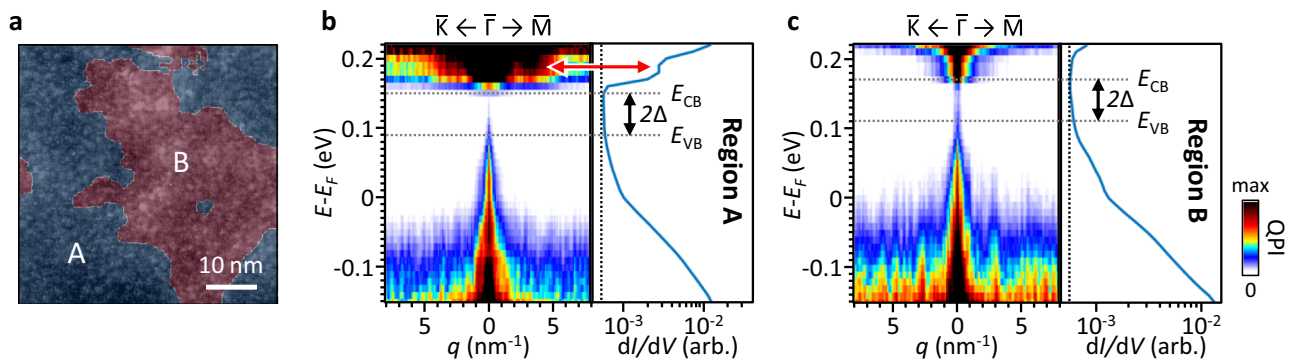 a
A
B
10 nm
b
K̄ ← Γ̄ → M̄
E-E_F (eV)
0.2
0.1
0
-0.1
5 0 5
q (nm⁻¹)
E_CB
2Δ
E_VB
Region A
10⁻³ 10⁻²
dI/dV (arb.)
c
K̄ ← Γ̄ → M̄
E-E_F (eV)
0.2
0.1
0
-0.1
5 0 5
q (nm⁻¹)
E_CB
2Δ
E_VB
Region B
10⁻³ 10⁻²
dI/dV (arb.)
max
QPI
0